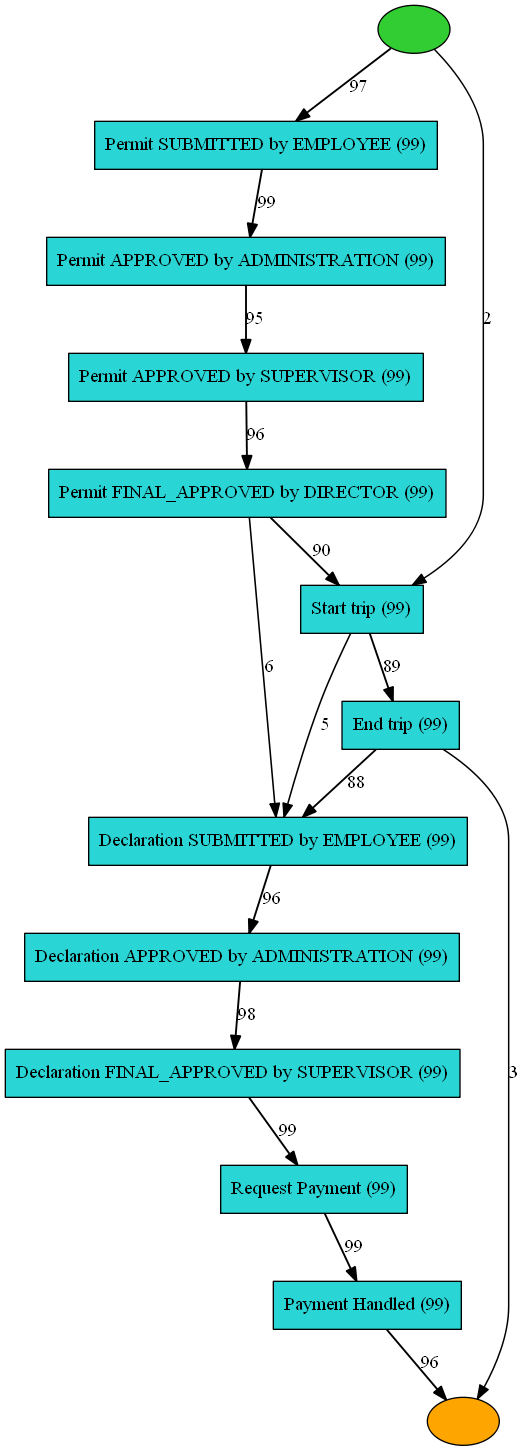 97
Permit SUBMITTED by EMPLOYEE (99)
99
Permit APPROVED by ADMINISTRATION (99)
95
2
Permit APPROVED by SUPERVISOR (99)
96
Permit FINAL_APPROVED by DIRECTOR (99)
90
Start trip (99)
6
89
5
End trip (99)
88
Declaration SUBMITTED by EMPLOYEE (99)
96
Declaration APPROVED by ADMINISTRATION (99)
98
Declaration FINAL_APPROVED by SUPERVISOR (99)
3
99
Request Payment (99)
99
Payment Handled (99)
96